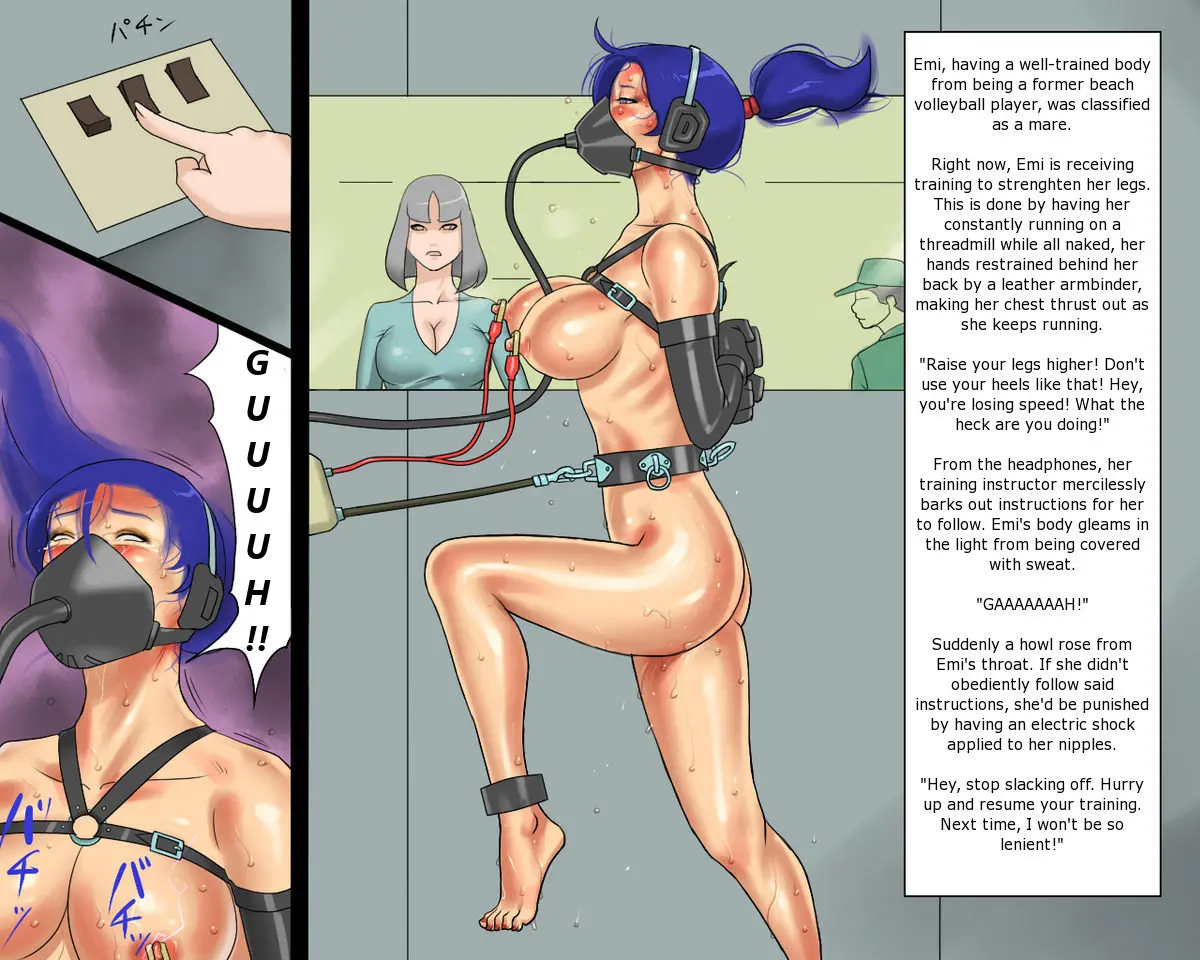 パチン
GUUUUUH!!
バチッ
バチッ
Emi, having a well-trained body
from being a former beach
volleyball player, was classified
as a mare.
Right now, Emi is receiving
training to strenghten her legs.
This is done by having her
constantly running on a
threadmill while all naked, her
hands restrained behind her
back by a leather armbinder,
making her chest thrust out as
she keeps running.
"Raise your legs higher! Don't
use your heels like that! Hey,
you're losing speed! What the
heck are you doing!"
From the headphones, her
training instructor mercilessly
barks out instructions for her
to follow. Emi's body gleams in
the light from being covered
with sweat.
"GAAAAAAAH!"
Suddenly a howl rose from
Emi's throat. If she didn't
obediently follow said
instructions, she'd be punished
by having an electric shock
applied to her nipples.
"Hey, stop slacking off. Hurry
up and resume your training.
Next time, I won't be so
lenient!"